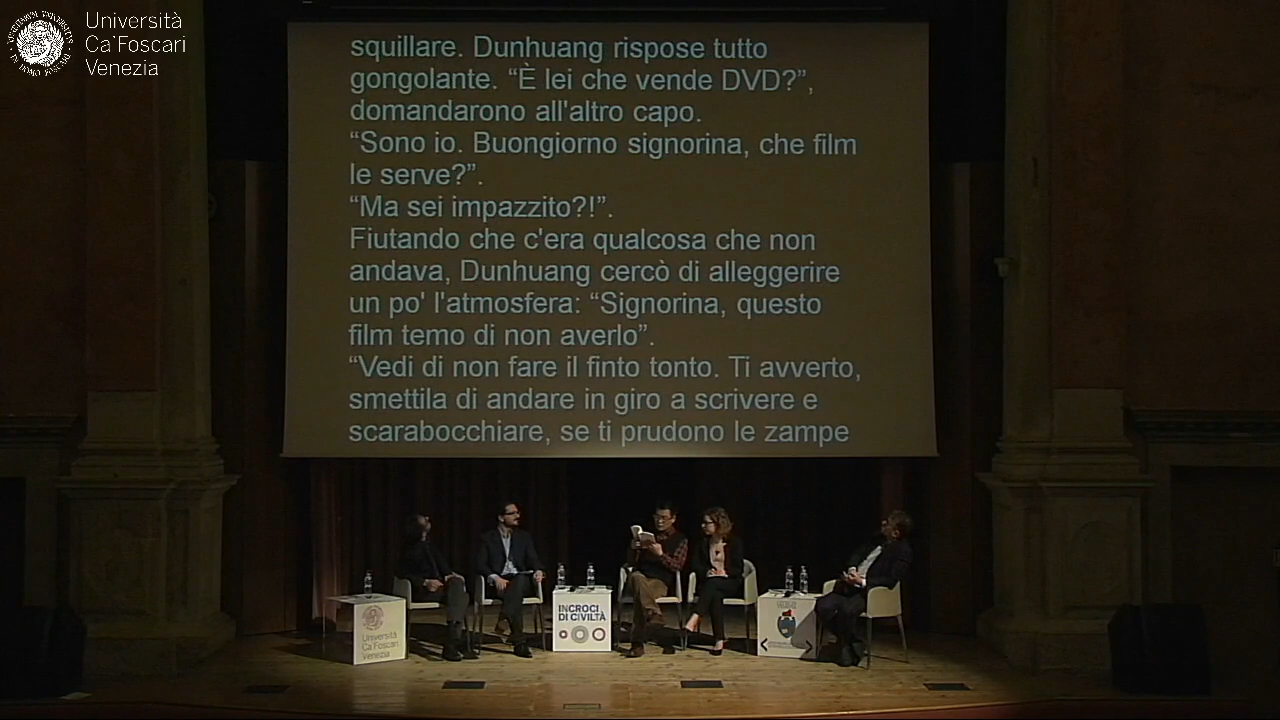 Università
Ca'Foscari
Venezia
squillare. Dunhuang rispose tutto
gongolante. “È lei che vende DVD?”,
domandarono all'altro capo.
“Sono io. Buongiorno signorina, che film
le serve?”.
“Ma sei impazzito?!”.
Fiutando che c'era qualcosa che non
andava, Dunhuang cercò di alleggerire
un po' l'atmosfera: “Signorina, questo
film temo di non averlo”.
“Vedi di non fare il finto tonto. Ti avverto,
smettila di andare in giro a scrivere e
scarabocchiare, se ti prudono le zampe
Università
Ca'Foscari
Venezia
INCROCI
DI CIVILTÀ